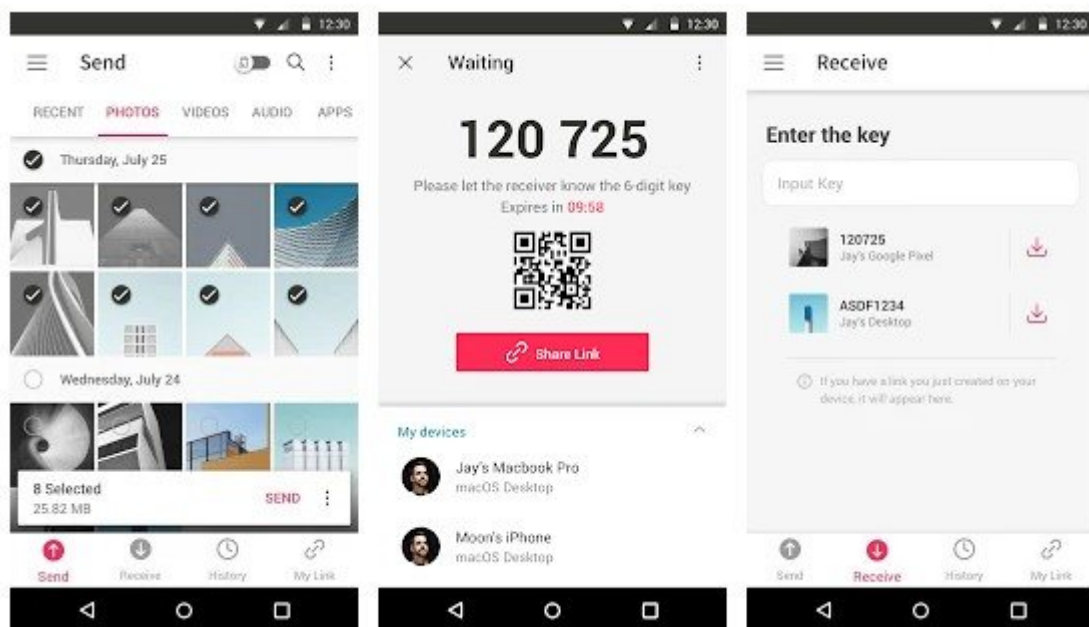 12:30
Send
RECENT PHOTOS VIDEOS AUDIO APPS
Thursday, July 25
Wednesday, July 24
8 Selected
25.82 MB
SEND
Send Receive History My Link
12:30
Waiting
120 725
Please let the receiver know the 6-digit key
Expires in 09:58
Share Link
My devices
Jay's Macbook Pro
macOS Desktop
Moon's iPhone
macOS Desktop
12:30
Receive
Enter the key
Input Key
120725
Jay's Google Pixel
ASDF1234
Jay's Desktop
If you have a link you just created on your
device, it will appear here.
Send Receive History My Link